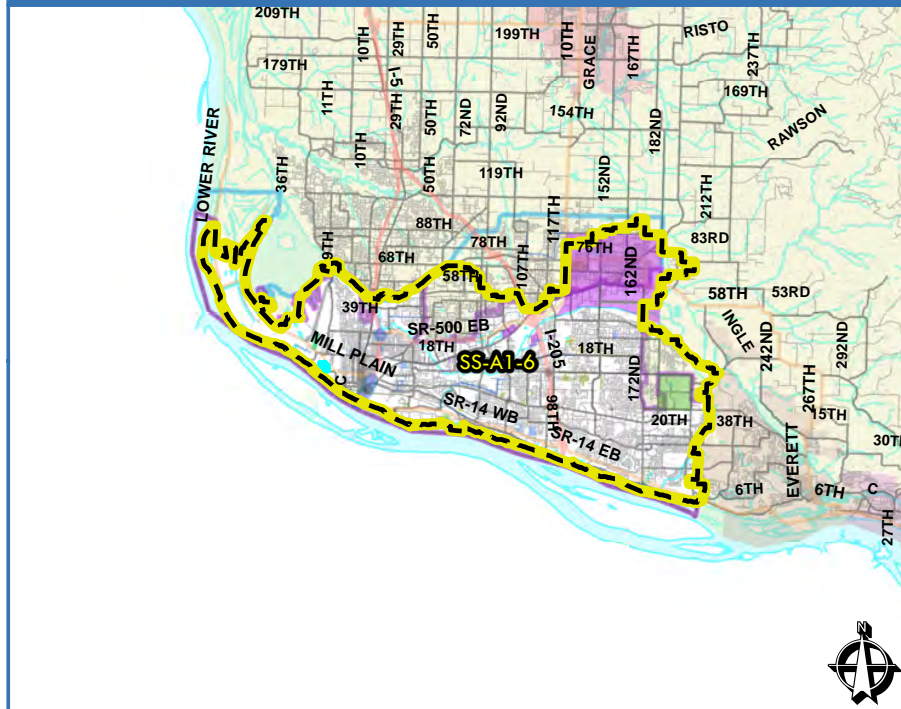 209TH
10TH
29TH
50TH
199TH
10TH
GRACE
167TH
RISTO
237TH
179TH
11TH
I-5
169TH
29TH
50TH
72ND
92ND
154TH
182ND
RAWSON
10TH
36TH
50TH
119TH
152ND
212TH
LOWER RIVER
88TH
117TH
78TH
83RD
9TH
68TH
76TH
58TH
107TH
162ND
58TH
53RD
39TH
SR-500 EB
INGLE
242ND
292ND
MILL PLAIN
18TH
I-205
18TH
SS-A1-6
172ND
267TH
C
SR-14 WB
98TH
20TH
38TH
15TH
SR-14 EB
30T
EVERETT
6TH
6TH
C
27TH
N